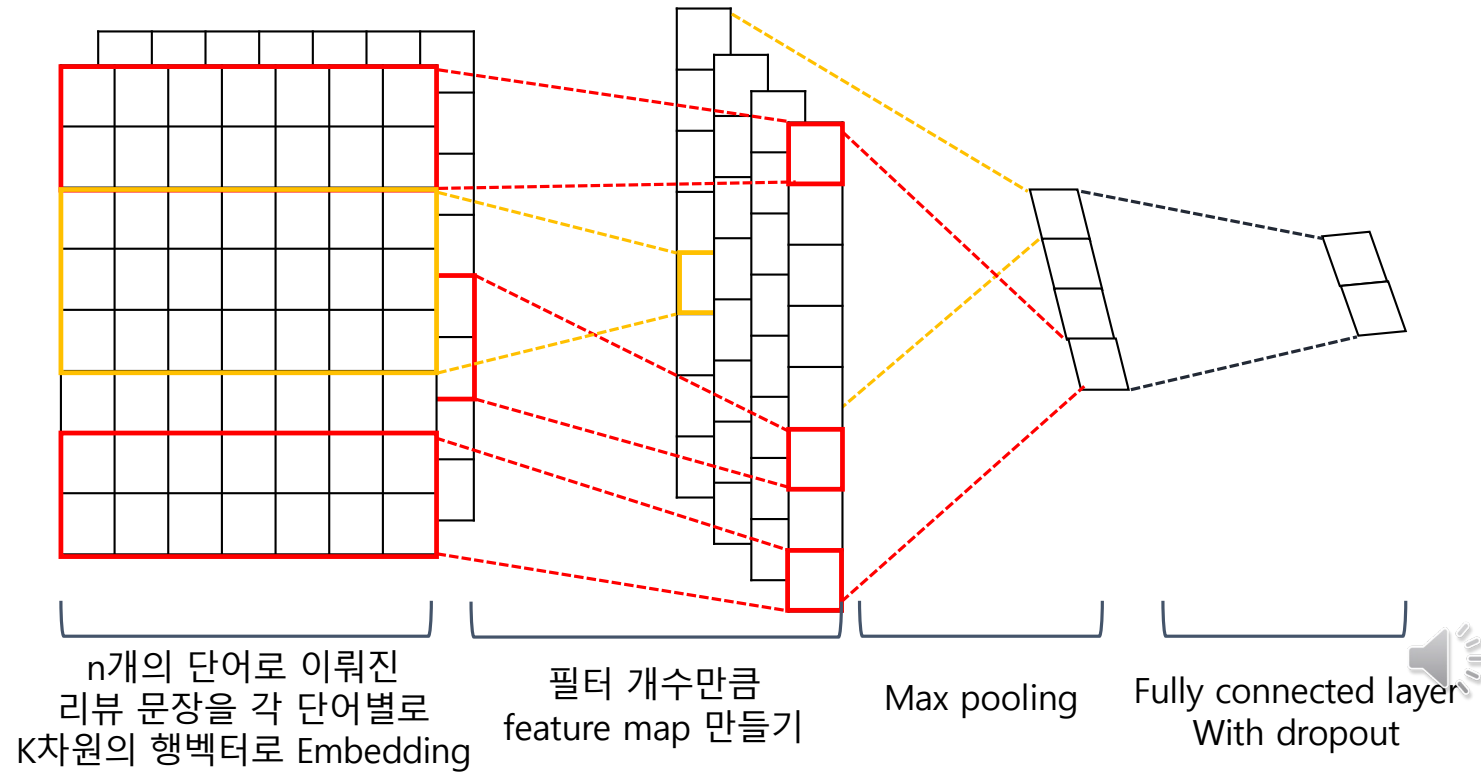 n개의 단어로 이뤄진
리뷰 문장을 각 단어별로
K차원의 행벡터로 Embedding
필터 개수만큼
feature map 만들기
Max pooling
Fully connected layer
With dropout